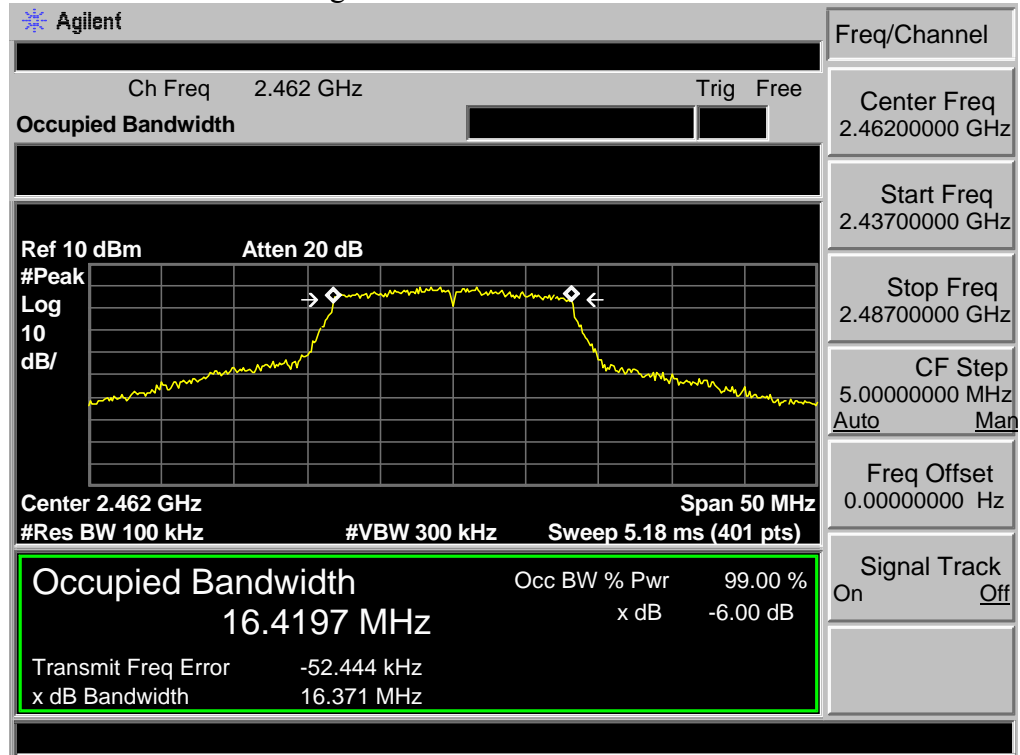 Agilent
Freq/Channel
Ch Freq 2.462 GHz Trig Free
Occupied Bandwidth
Center Freq
2.46200000 GHz
Start Freq
2.43700000 GHz
Stop Freq
2.48700000 GHz
CF Step
5.00000000 MHz
Auto Man
Freq Offset
0.00000000 Hz
Signal Track
On Off
Ref 10 dBm Atten 20 dB
#Peak
Log
10
dB/
Center 2.462 GHz Span 50 MHz
#Res BW 100 kHz #VBW 300 kHz Sweep 5.18 ms (401 pts)
Occupied Bandwidth
16.4197 MHz
Occ BW % Pwr 99.00 %
x dB -6.00 dB
Transmit Freq Error -52.444 kHz
x dB Bandwidth 16.371 MHz